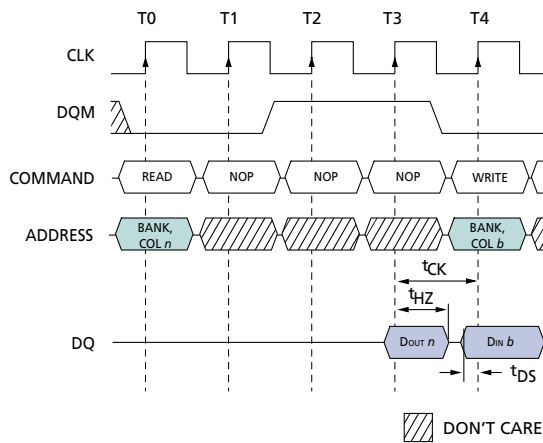 T0 T1 T2 T3 T4
CLK
DQM
COMMAND READ NOP NOP NOP WRITE
ADDRESS BANK, COL n BANK, COL b
tCK
tHZ
DQ DOUT n DIN b
tDS
DON'T CARE